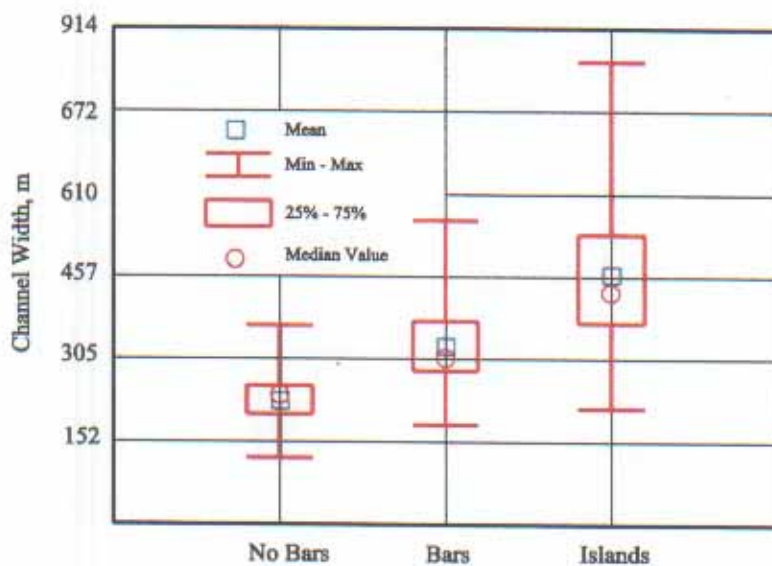 914
672
610
457
305
152
Channel Width, m
Mean
Min - Max
25% - 75%
Median Value
No Bars
Bars
Islands